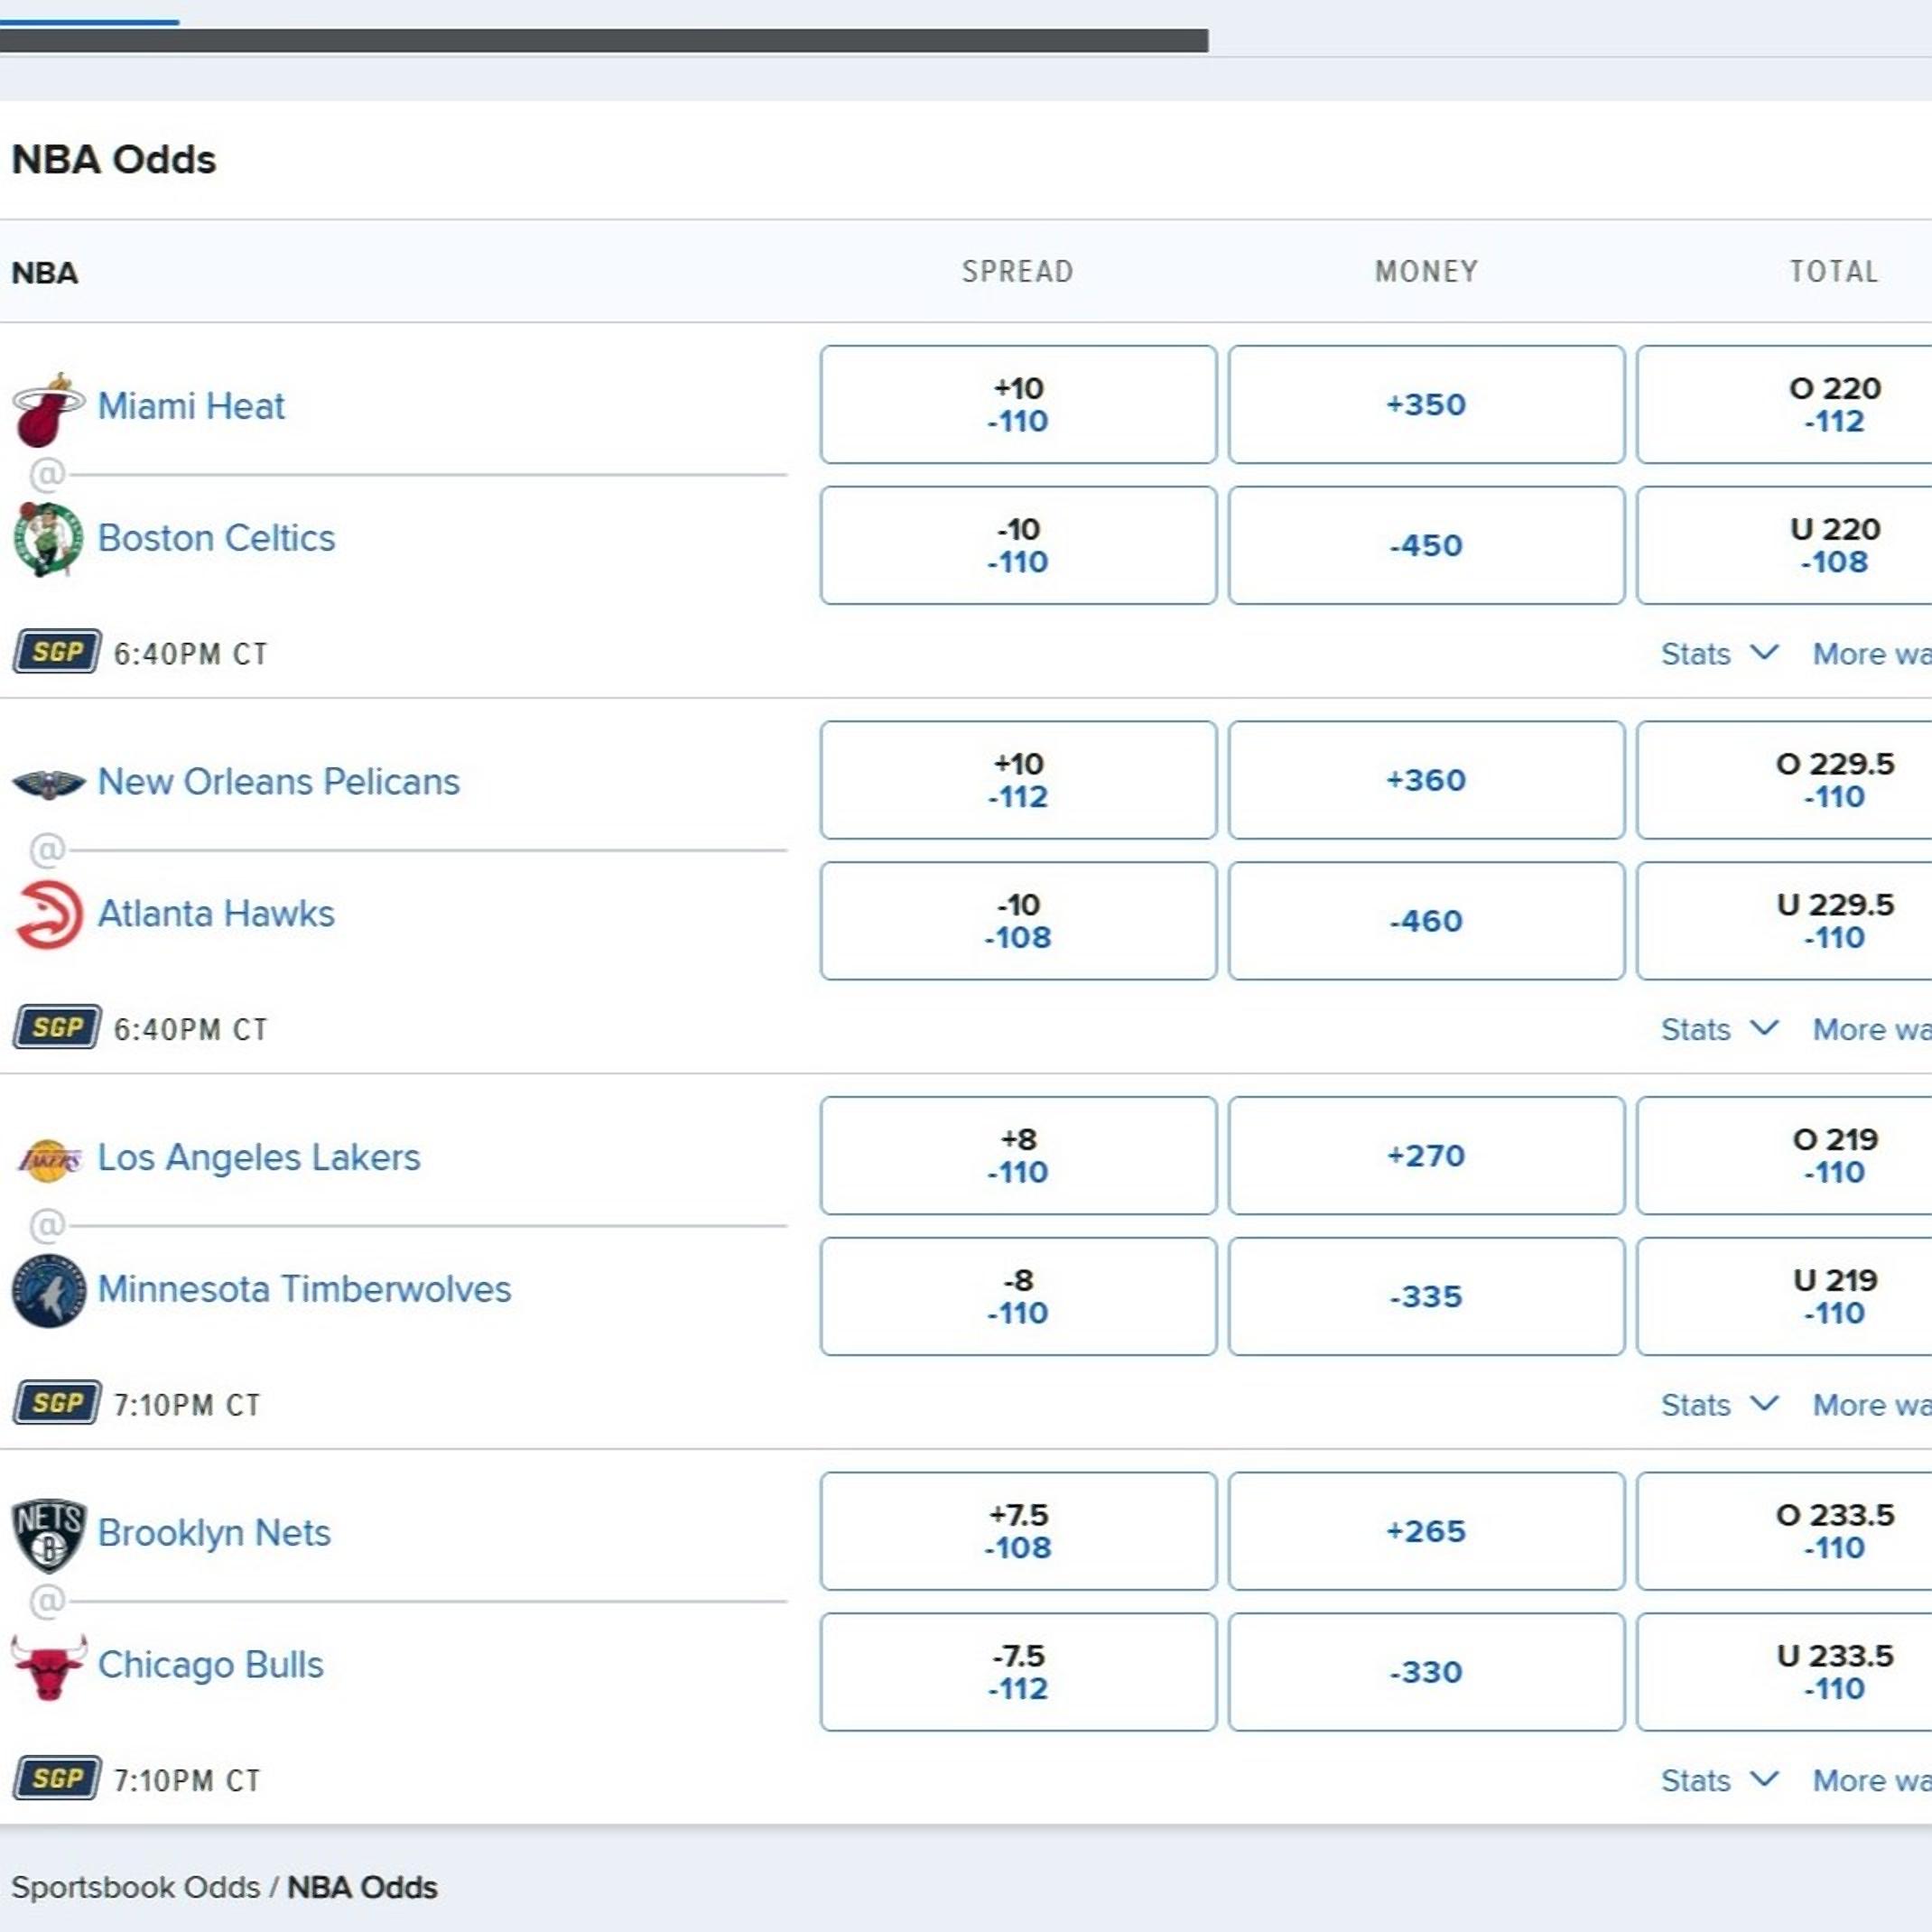 NBA Odds
NBA SPREAD MONEY TOTAL
Miami Heat
+10
-110
+350
O 220
-112
@
Boston Celtics
-10
-110
-450
U 220
-108
SGP 6:40PM CT Stats More wa
New Orleans Pelicans
+10
-112
+360
O 229.5
-110
@
Atlanta Hawks
-10
-108
-460
U 229.5
-110
SGP 6:40PM CT Stats More wa
LAKERS
Los Angeles Lakers
+8
-110
+270
O 219
-110
@
Minnesota Timberwolves
-8
-110
-335
U 219
-110
SGP 7:10PM CT Stats More wa
NETS
B
Brooklyn Nets
+7.5
-108
+265
O 233.5
-110
@
Chicago Bulls
-7.5
-112
-330
U 233.5
-110
SGP 7:10PM CT Stats More wa
Sportsbook Odds / NBA Odds